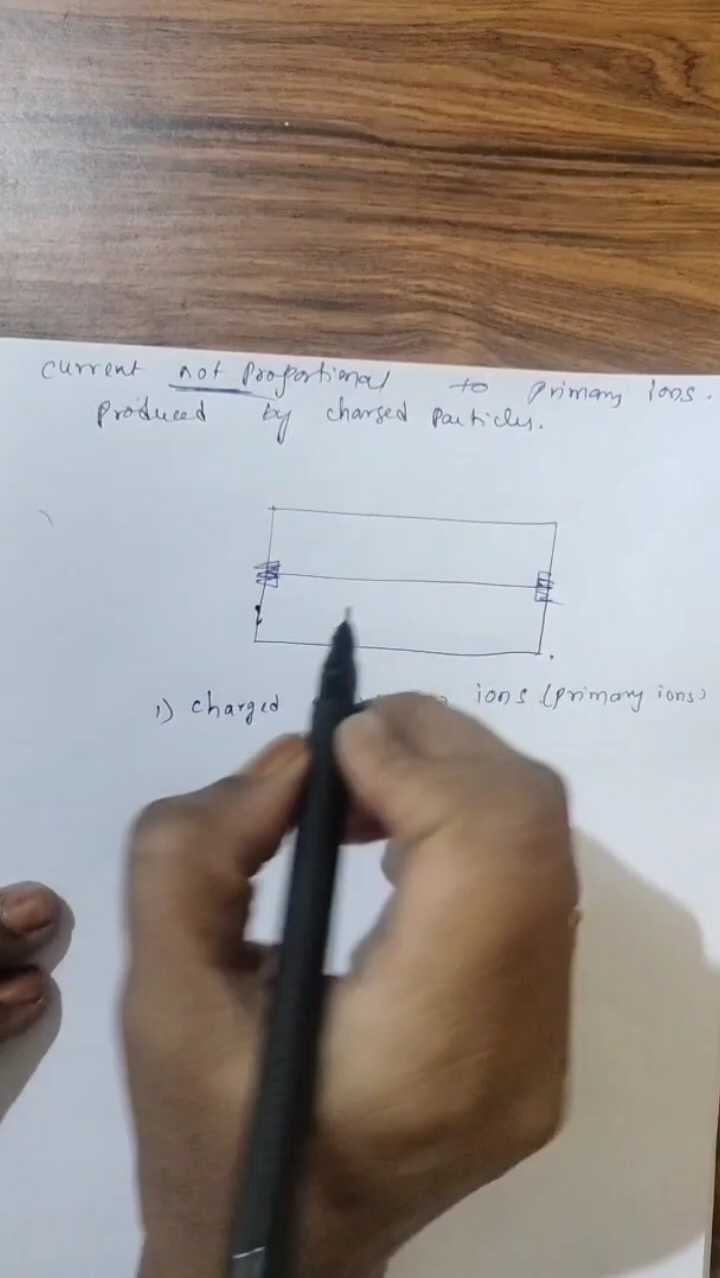 current not proportional to primary ions.
produced by charged particles.
1) charged ions (primary ions)